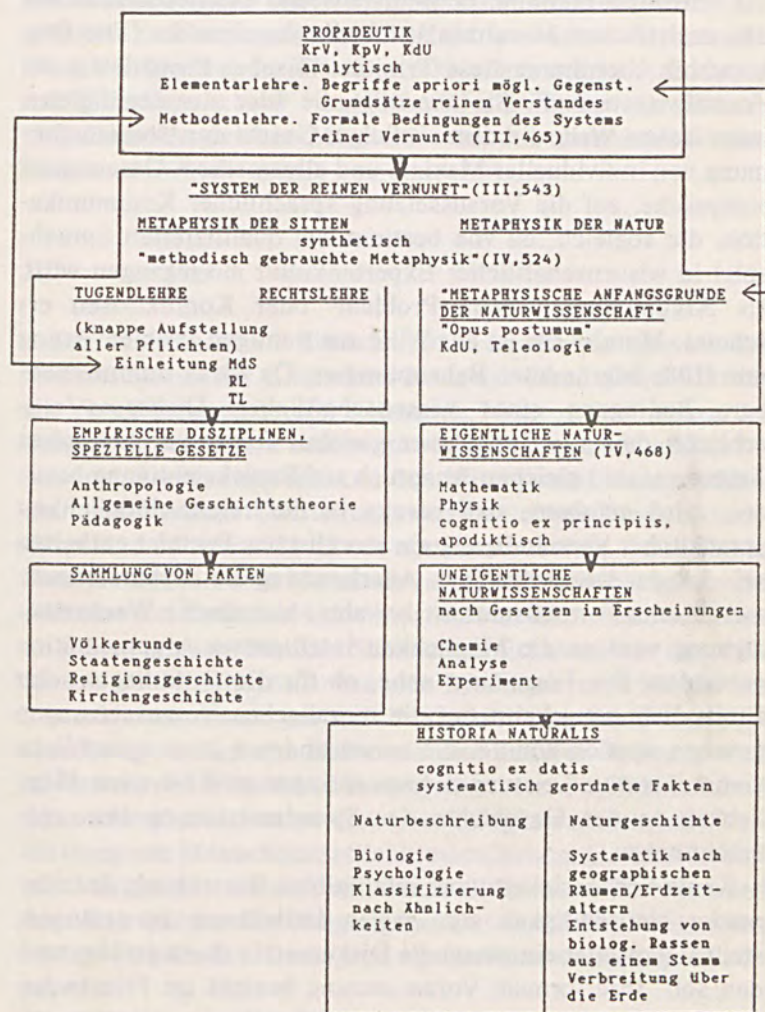 PROPADEUTIK
KrV, KpV, KdU
analytisch
Elementarlehre. Begriffe apriori mögl. Gegenst.
Grundsätze reinen Verstandes
Methodenlehre. Formale Bedingungen des Systems
reiner Vernunft (III,465)
"SYSTEM DER REINEN VERNUNFT"(III,543)
METAPHYSIK DER SITTEN METAPHYSIK DER NATUR
synthetisch
"methodisch gebrauchte Metaphysik"(IV,524)
TUGENDLEHRE RECHTSLEHRE
(knappe Aufstellung
aller Pflichten)
Einleitung MdS
RL
TL
"METAPHYSISCHE ANFANGSGRUNDE
DER NATURWISSENSCHAFT"
"Opus postumum"
KdU, Teleologie
EMPIRISCHE DISZIPLINEN,
SPEZIELLE GESETZE
Anthropologie
Allgemeine Geschichtstheorie
Pädagogik
EIGENTLICHE NATUR-
WISSENSCHAFTEN (IV,468)
Mathematik
Physik
cognitio ex principiis,
apodiktisch
SAMMLUNG VON FAKTEN
Völkerkunde
Staatengeschichte
Religionsgeschichte
Kirchengeschichte
UNEIGENTLICHE
NATURWISSENSCHAFTEN
nach Gesetzen in Erscheinungen
Chemie
Analyse
Experiment
HISTORIA NATURALIS
cognitio ex datis
systematisch geordnete Fakten
Naturbeschreibung Naturgeschichte
Biologie
Psychologie
Klassifizierung
nach Ähnlich-
keiten
Systematik nach
geographischen
Räumen/Erdzeit-
altern
Entstehung von
biolog. Rassen
aus einem Stamm
Verbreitung über
die Erde